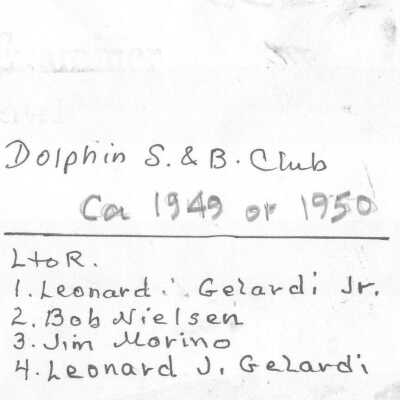 Dolphin S. & B. Club
Ca 1949 or 1950
L to R.
1. Leonard Gelardi Jr.
2. Bob Nielsen
3. Jim Morino
4. Leonard J. Gelardi